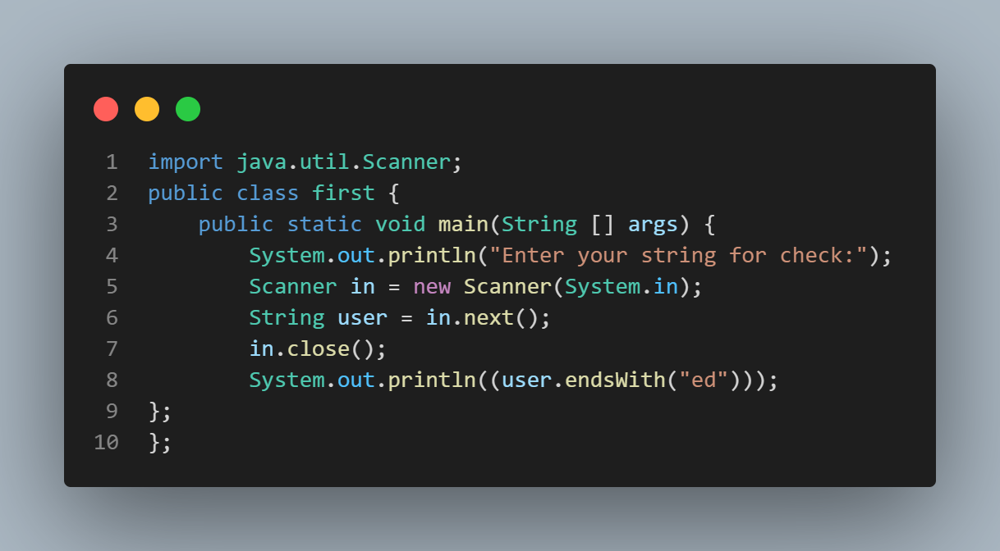 1 import java.util.Scanner;
2 public class first {
3     public static void main(String [] args) {
4         System.out.println("Enter your string for check:");
5         Scanner in = new Scanner(System.in);
6         String user = in.next();
7         in.close();
8         System.out.println((user.endsWith("ed")));
9 };
10 };